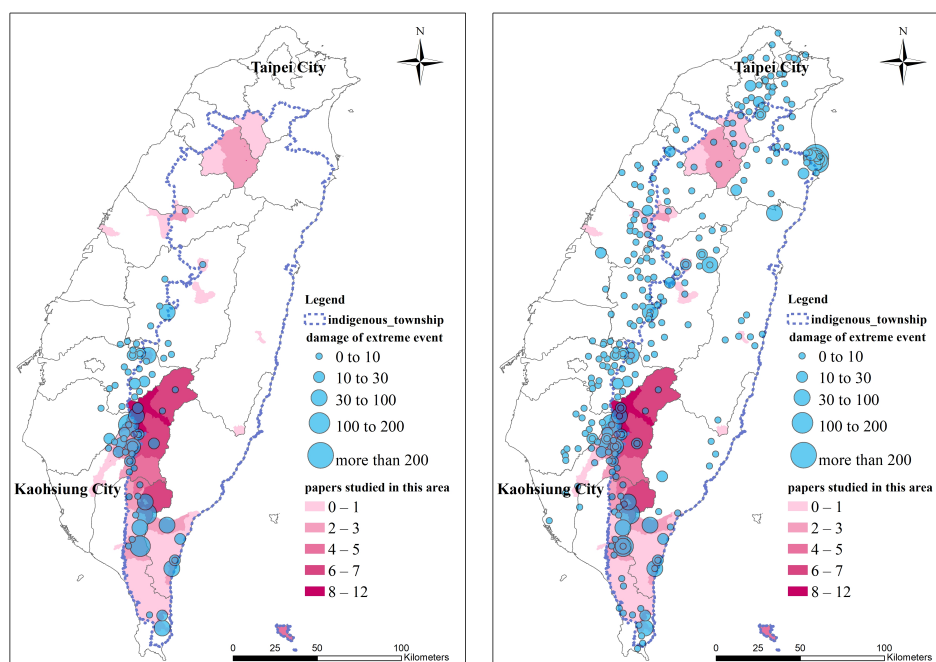 N
Taipei City
Legend
indigenous_township
damage of extreme event
0 to 10
10 to 30
30 to 100
100 to 200
more than 200
Kaohsiung City
papers studied in this area
0 – 1
2 – 3
4 – 5
6 – 7
8 – 12
0 25 50 100
Kilometers
N
Taipei City
Legend
indigenous_township
damage of extreme event
0 to 10
10 to 30
30 to 100
100 to 200
more than 200
Kaohsiung City
papers studied in this area
0 – 1
2 – 3
4 – 5
6 – 7
8 – 12
0 25 50 100
Kilometers